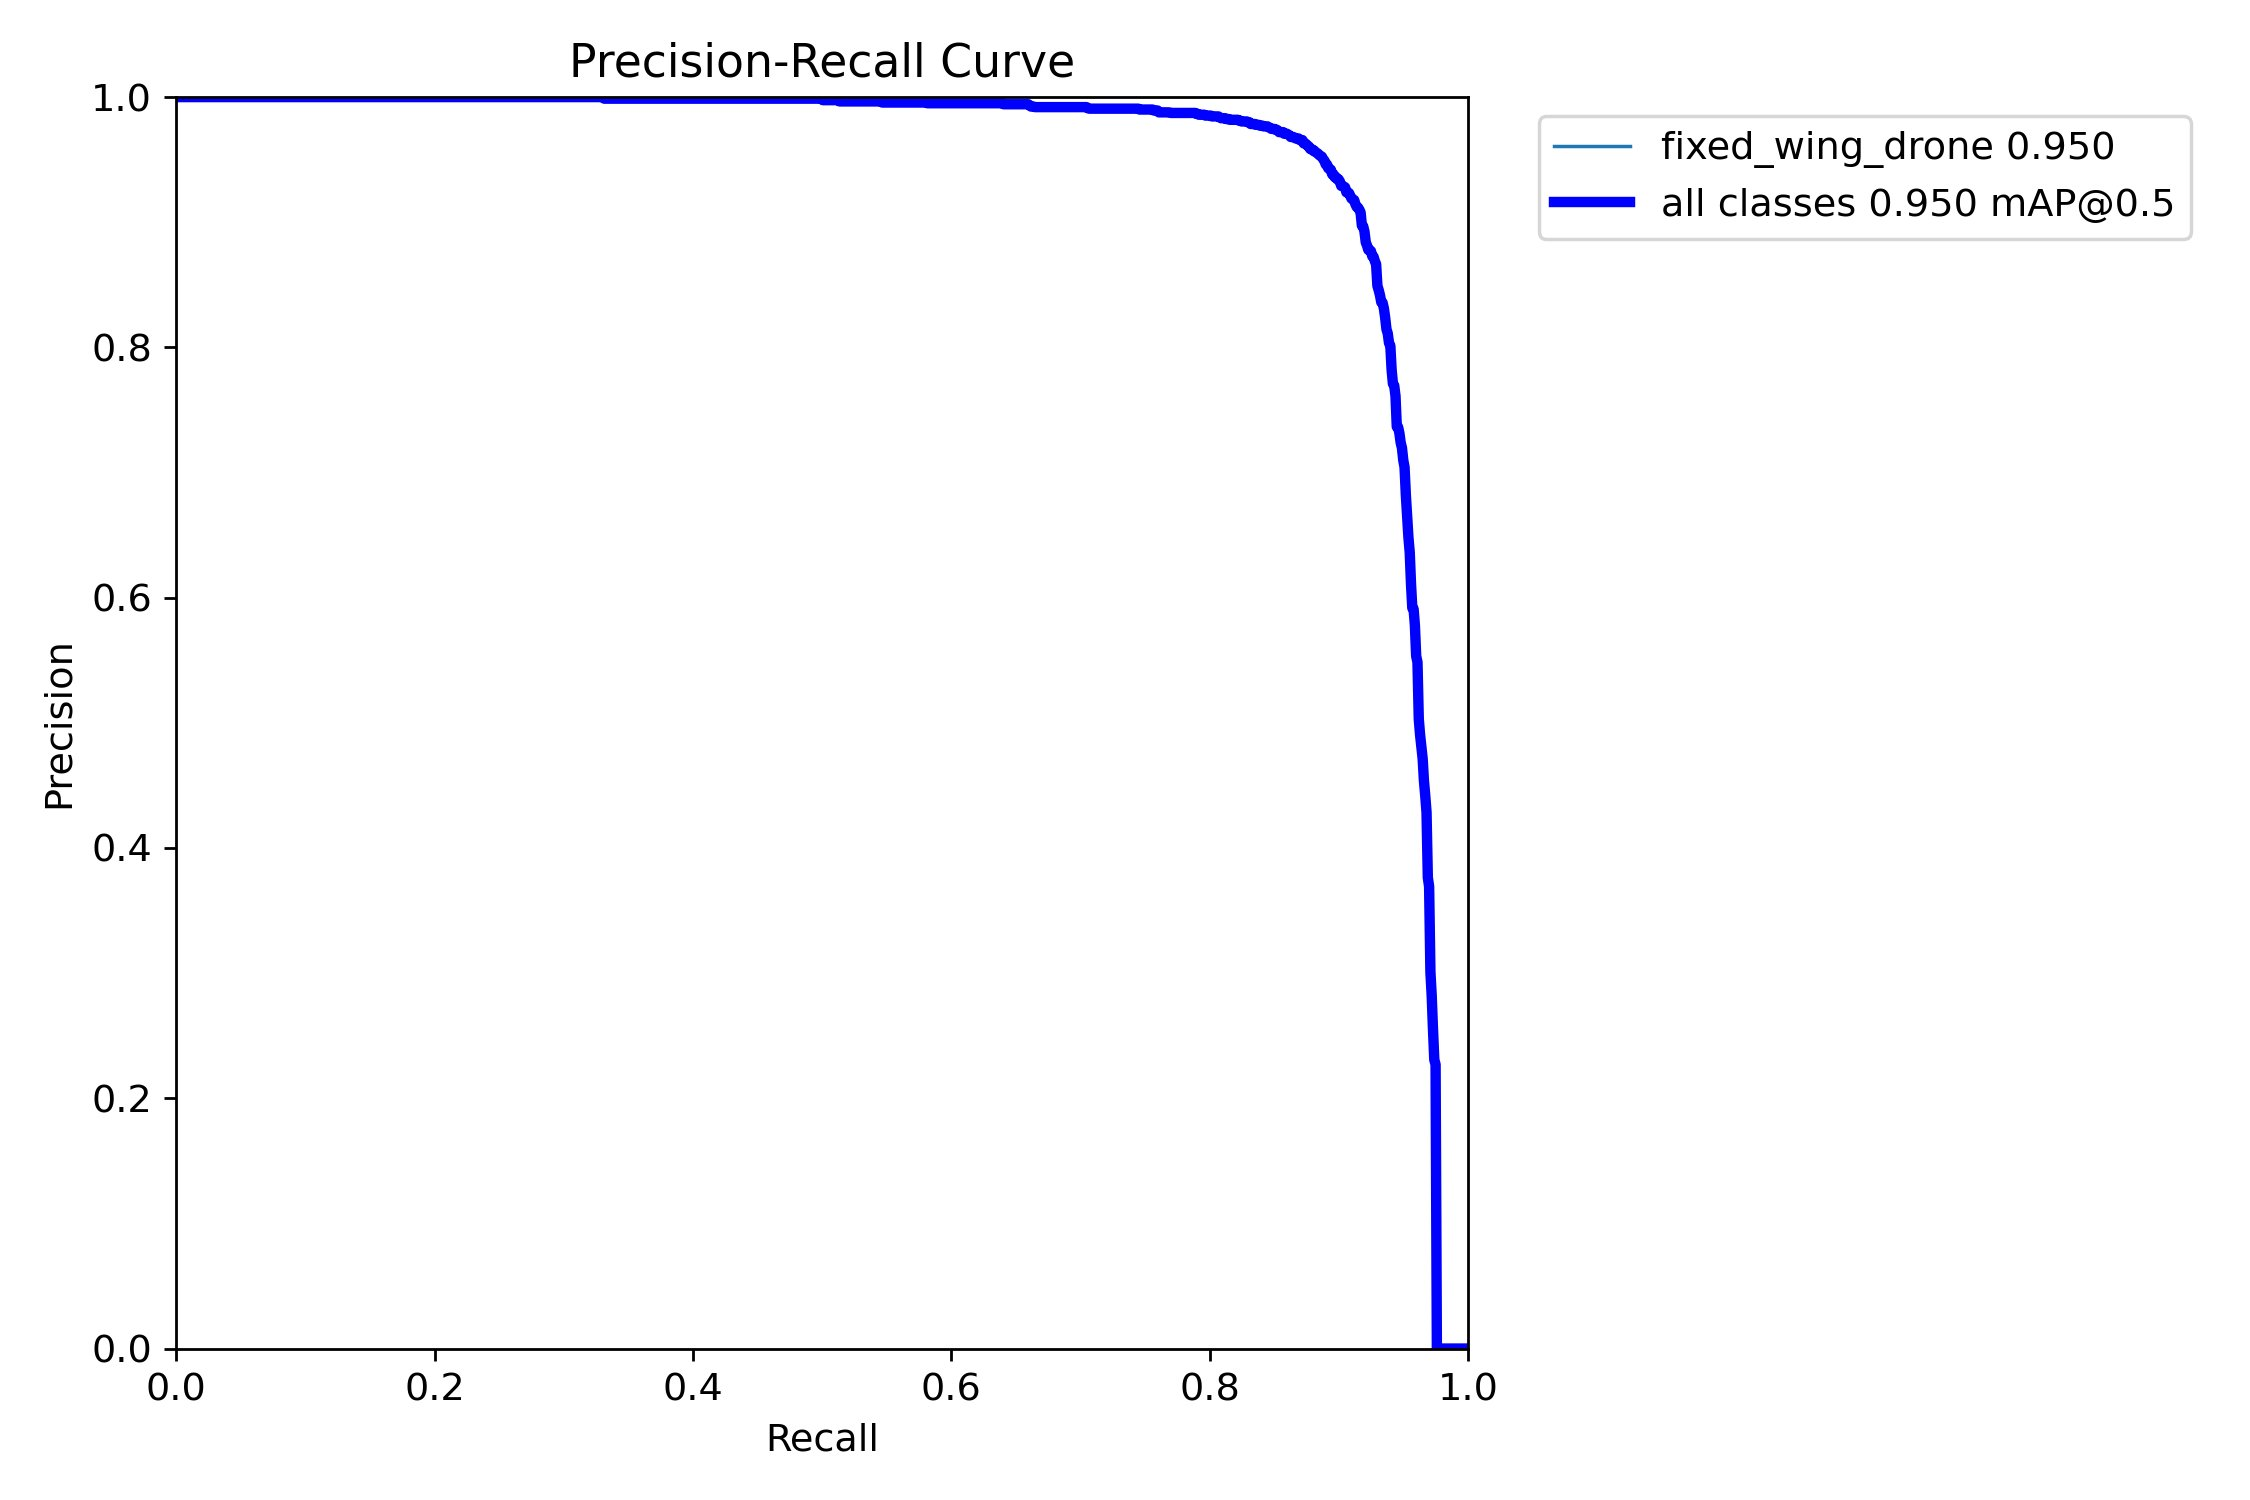 Precision-Recall Curve
1.0
0.8
0.6
0.4
0.2
0.0
Precision
0.0 0.2 0.4 0.6 0.8 1.0
Recall
fixed_wing_drone 0.950
all classes 0.950 mAP@0.5